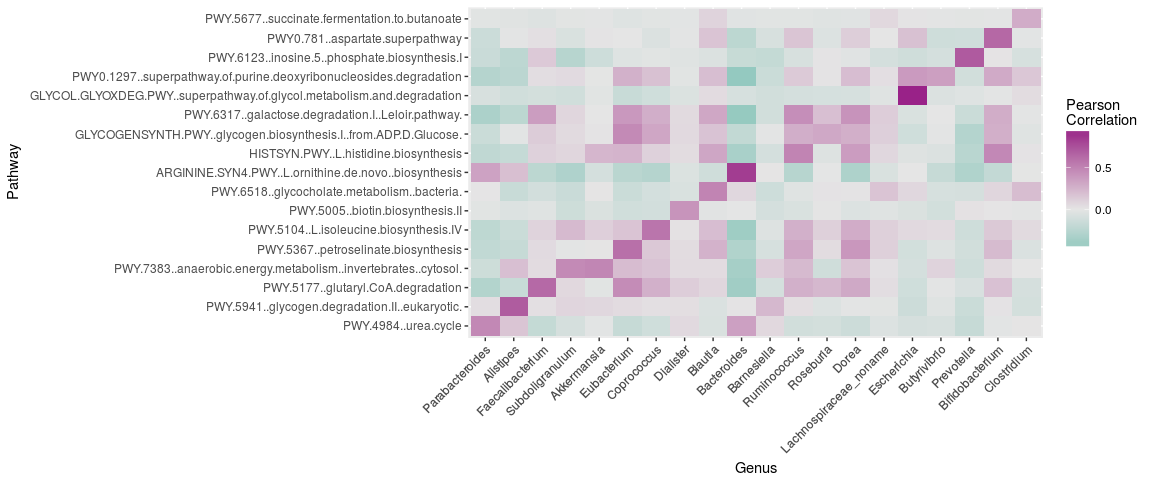 PWY.5677..succinate.fermentation.to.butanoate
PWY0.781..aspartate.superpathway
PWY.6123..inosine.5..phosphate.biosynthesis.I
PWY0.1297..superpathway.of.purine.deoxyribonucleosides.degradation
GLYCOL.GLYOXDEG.PWY..superpathway.of.glycol.metabolism.and.degradation
PWY.6317..galactose.degradation.I..Leloir.pathway.
GLYCOGENSYNTH.PWY..glycogen.biosynthesis.I..from.ADP.D.Glucose.
HISTSYN.PWY..L.histidine.biosynthesis
ARGININE.SYN4.PWY..L.ornithine.de.novo..biosynthesis
PWY.6518..glycocholate.metabolism..bacteria.
PWY.5005..biotin.biosynthesis.II
PWY.5104..L.isoleucine.biosynthesis.IV
PWY.5367..petroselinate.biosynthesis
PWY.7383..anaerobic.energy.metabolism..invertebrates..cytosol.
PWY.5177..glutaryl.CoA.degradation
PWY.5941..glycogen.degradation.II..eukaryotic.
PWY.4984..urea.cycle
Pathway
Parabacteroides
Alistipes
Faecalibacterium
Subdoligranulum
Akkermansia
Eubacterium
Coprococcus
Dialister
Blautia
Bacteroides
Barnesiella
Ruminococcus
Roseburia
Dorea
Lachnospiraceae_noname
Escherichia
Butyrivibrio
Prevotella
Bifidobacterium
Clostridium
Genus
Pearson
Correlation
0.5
0.0